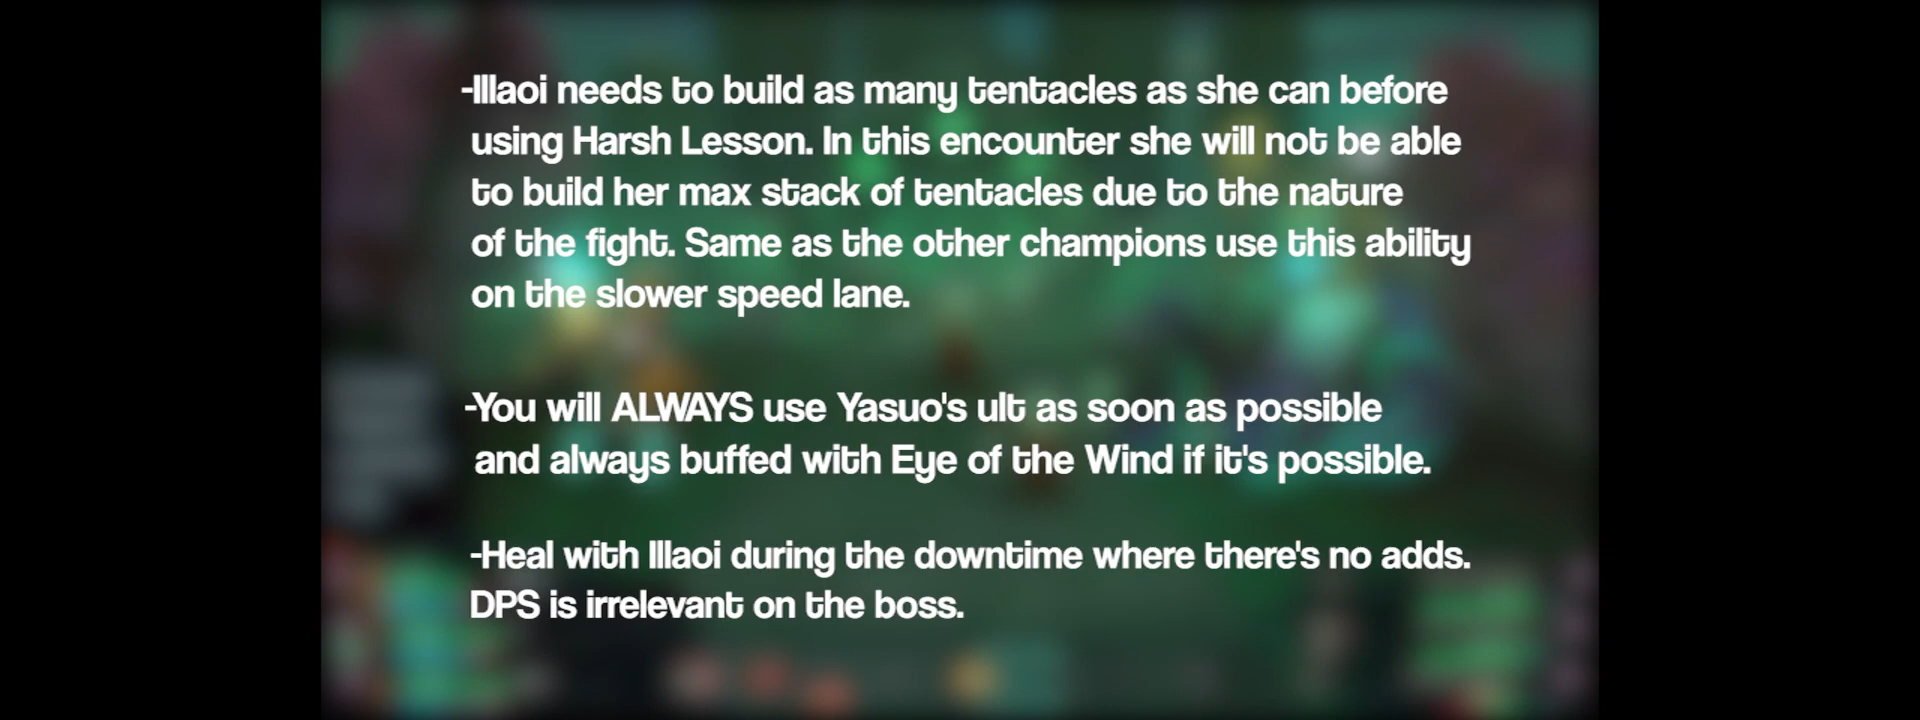 -Illaoi needs to build as many tentacles as she can before
using Harsh Lesson. In this encounter she will not be able
to build her max stack of tentacles due to the nature
of the fight. Same as the other champions use this ability
on the slower speed lane.
-You will ALWAYS use Yasuo's ult as soon as possible
and always buffed with Eye of the Wind if it's possible.
-Heal with Illaoi during the downtime where there's no adds.
DPS is irrelevant on the boss.